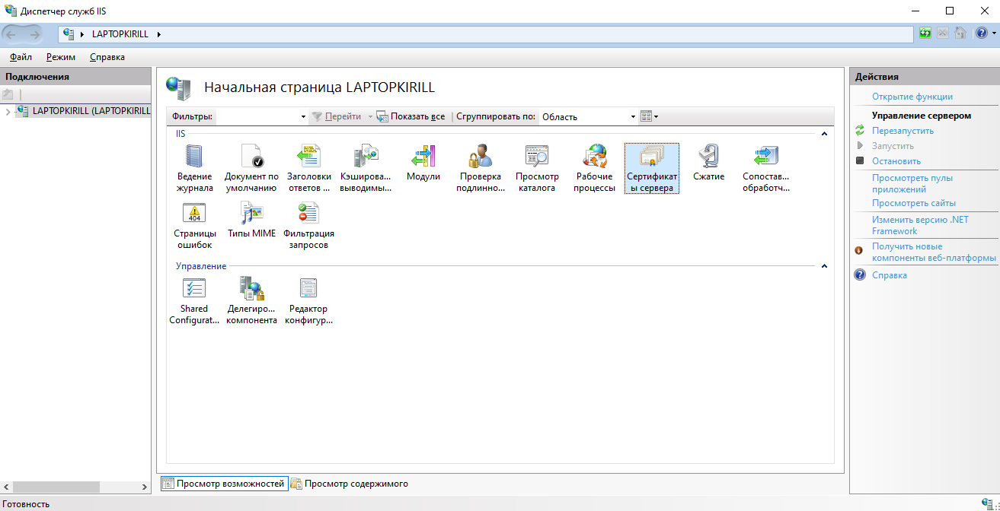 Диспетчер служб IIS
LAPTOPKIRILL
Файл Режим Справка
Подключения
LAPTOPKIRILL (LAPTOPKIRILL
Начальная страница LAPTOPKIRILL
Фильтры: Перейти Показать все Сгруппировать по: Область
IIS
Ведение журнала
Документ по умолчанию
Заголовки ответов ...
Кэширова... выводимы...
Модули
Проверка подлинно...
Просмотр каталога
Рабочие процессы
Сертификат ы сервера
Сжатие
Сопостав... обработч...
404
Страницы ошибок
Типы MIME
Фильтрация запросов
Управление
Shared Configurat...
Делегиро... компонента
Редактор конфигур...
Просмотр возможностей Просмотр содержимого
Действия
Открытие функции
Управление сервером
Перезапустить
Запустить
Остановить
Просмотреть пулы
приложений
Просмотреть сайты
Изменить версию .NET
Framework
Получить новые
компоненты веб-платформы
Справка
Готовность